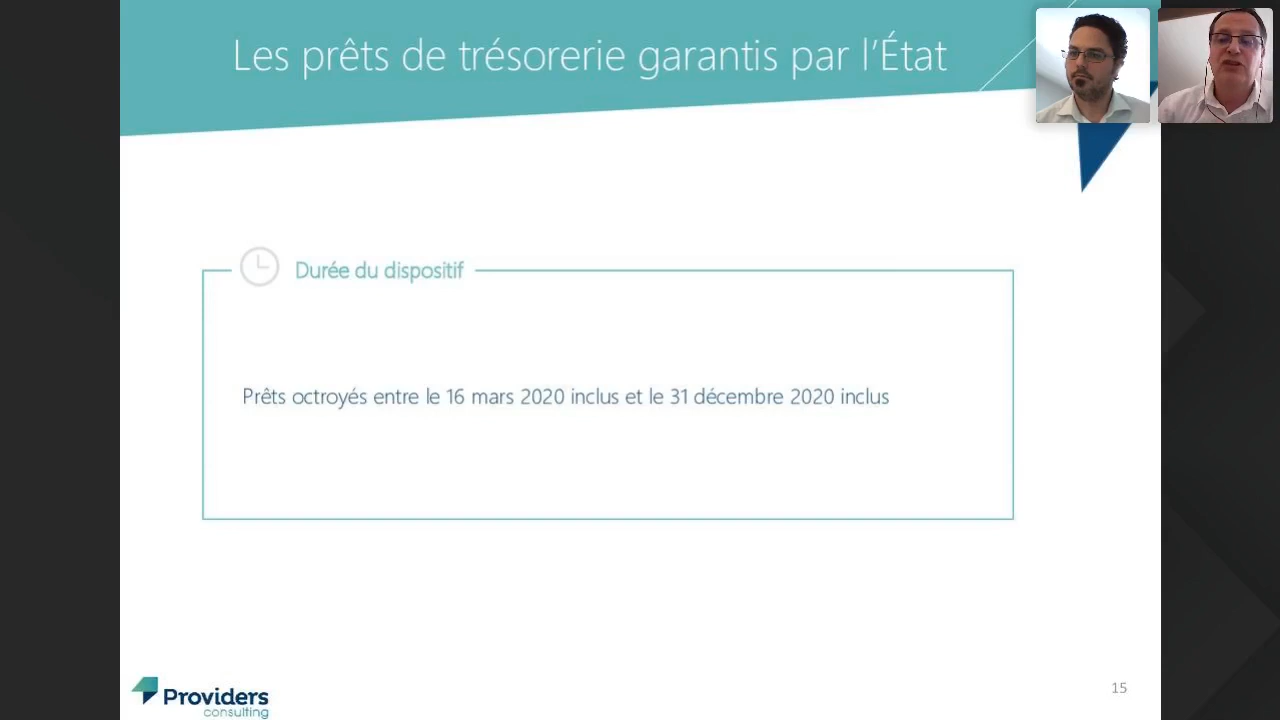 Les prêts de trésorerie garantis par l’État
Durée du dispositif
Prêts octroyés entre le 16 mars 2020 inclus et le 31 décembre 2020 inclus
Providers
consulting
15